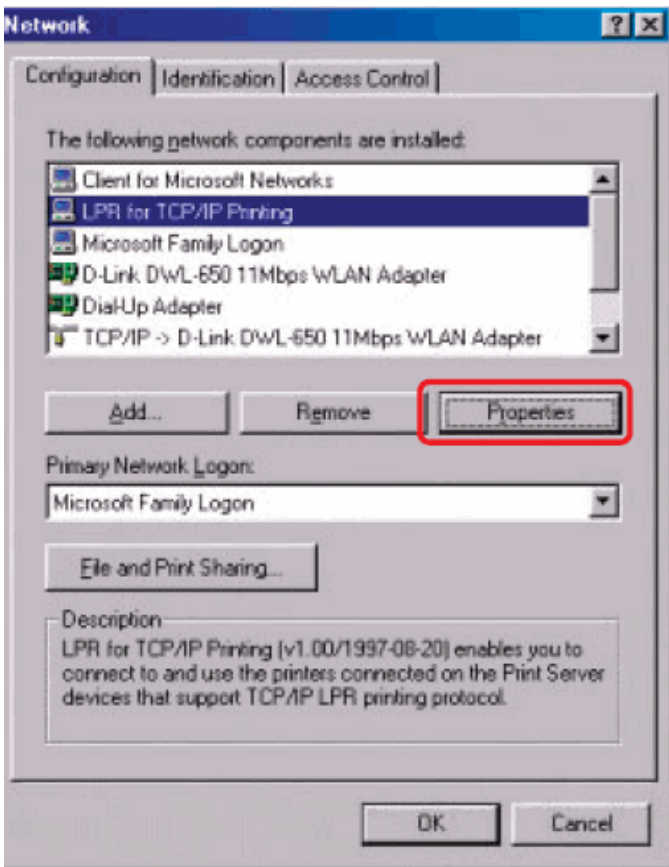 Network
Configuration Identification Access Control
The following network components are installed:
Client for Microsoft Networks
LPR for TCP/IP Printing
Microsoft Family Logon
D-Link DWL-650 11Mbps WLAN Adapter
Dial-Up Adapter
TCP/IP -> D-Link DWL-650 11Mbps WLAN Adapter
Add... Remove Properties
Primary Network Logon:
Microsoft Family Logon
File and Print Sharing...
Description
LPR for TCP/IP Printing (v1.00/1997-08-20) enables you to
connect to and use the printers connected on the Print Server
devices that support TCP/IP LPR printing protocol.
OK Cancel